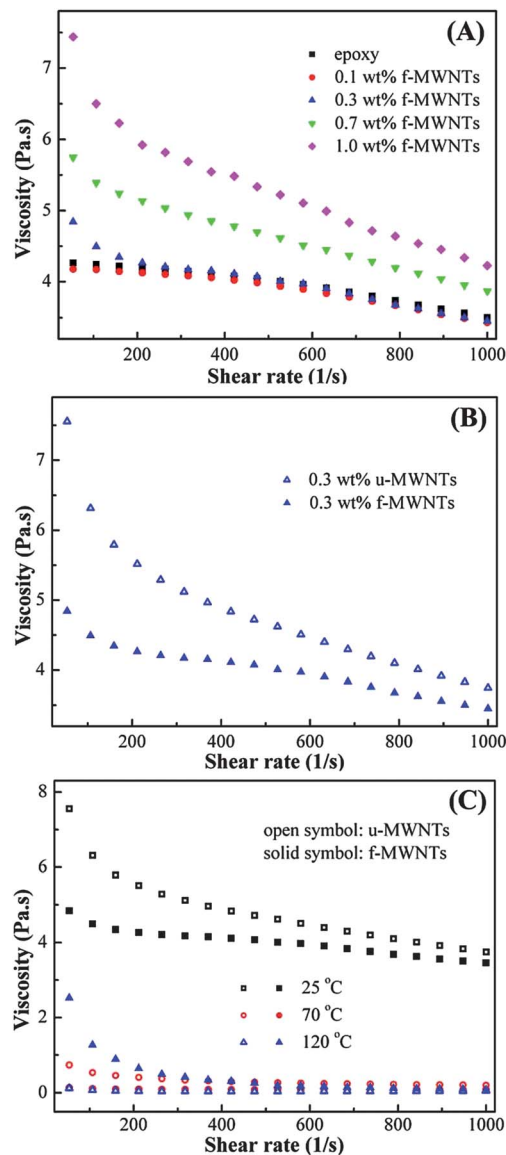 (A)
epoxy
0.1 wt% f-MWNTs
0.3 wt% f-MWNTs
0.7 wt% f-MWNTs
1.0 wt% f-MWNTs
7
6
5
4
Viscosity (Pa.s)
200 400 600 800 1000
Shear rate (1/s)
(B)
0.3 wt% u-MWNTs
0.3 wt% f-MWNTs
7
6
5
4
Viscosity (Pa.s)
200 400 600 800 1000
Shear rate (1/s)
(C)
open symbol: u-MWNTs
solid symbol: f-MWNTs
25 °C
70 °C
120 °C
8
6
4
2
0
Viscosity (Pa.s)
200 400 600 800 1000
Shear rate (1/s)